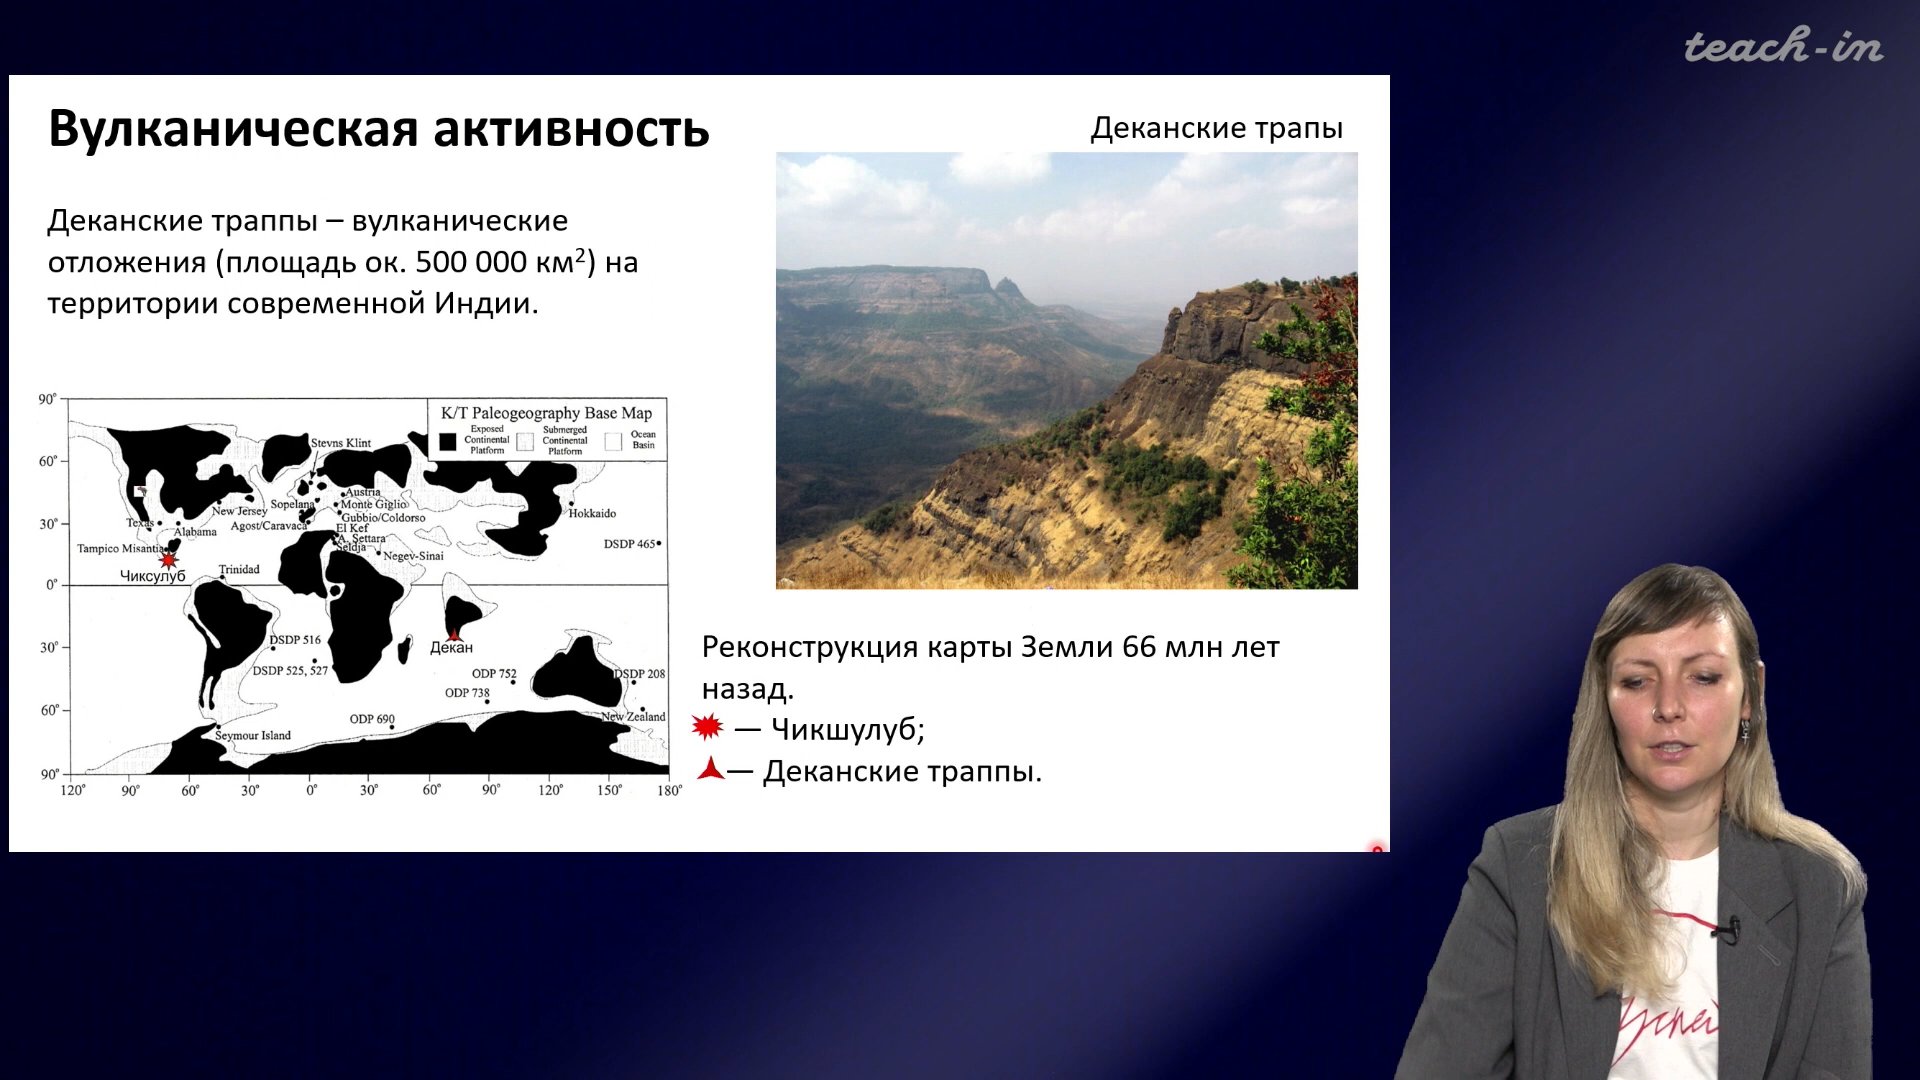 teach-in
Вулканическая активность
Деканские трапы
Деканские траппы – вулканические
отложения (площадь ок. 500 000 км²) на
территории современной Индии.
K/T Paleogeography Base Map
Exposed
Continental
Platform
Submerged
Continental
Platform
Ocean
Basin
90°
60°
30°
0°
30°
60°
90°
120°
90°
60°
30°
0°
30°
60°
90°
120°
150°
180°
Stevns Klint
Austria
Sopelana
Monte Giglio
New Jersey
Gubbio/Coldorso
Agost/Caravaca
El Kef
Hokkaido
Texas
Alabama
A. Settara
Seldja
DSDP 465
Tampico Misantla
Negev-Sinai
Чиксулуб
Trinidad
DSDP 516
Декан
DSDP 525, 527
ODP 752
DSDP 208
ODP 738
ODP 690
New Zealand
Seymour Island
Реконструкция карты Земли 66 млн лет
назад.
— Чикшулуб;
— Деканские траппы.